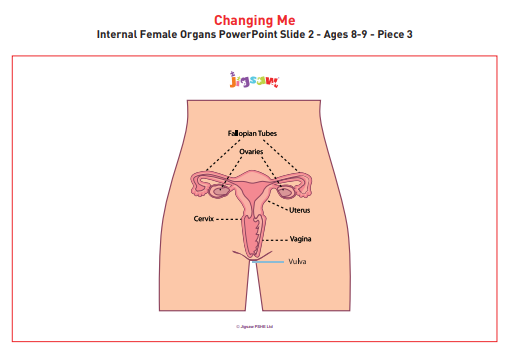 Changing Me
Internal Female Organs PowerPoint Slide 2 - Ages 8-9 - Piece 3
Jigsaw
Fallopian Tubes
Ovaries
Uterus
Cervix
Vagina
Vulva
© Jigsaw PSHE Ltd